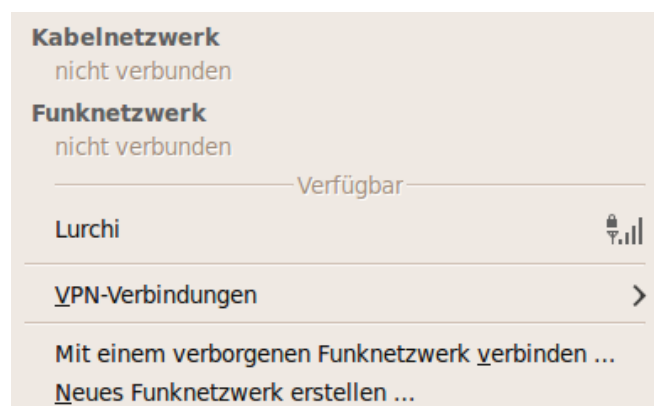 Kabelnetzwerk
nicht verbunden
Funknetzwerk
nicht verbunden
Verfügbar
Lurchi
VPN-Verbindungen
Mit einem verborgenen Funknetzwerk verbinden ...
Neues Funknetzwerk erstellen ...